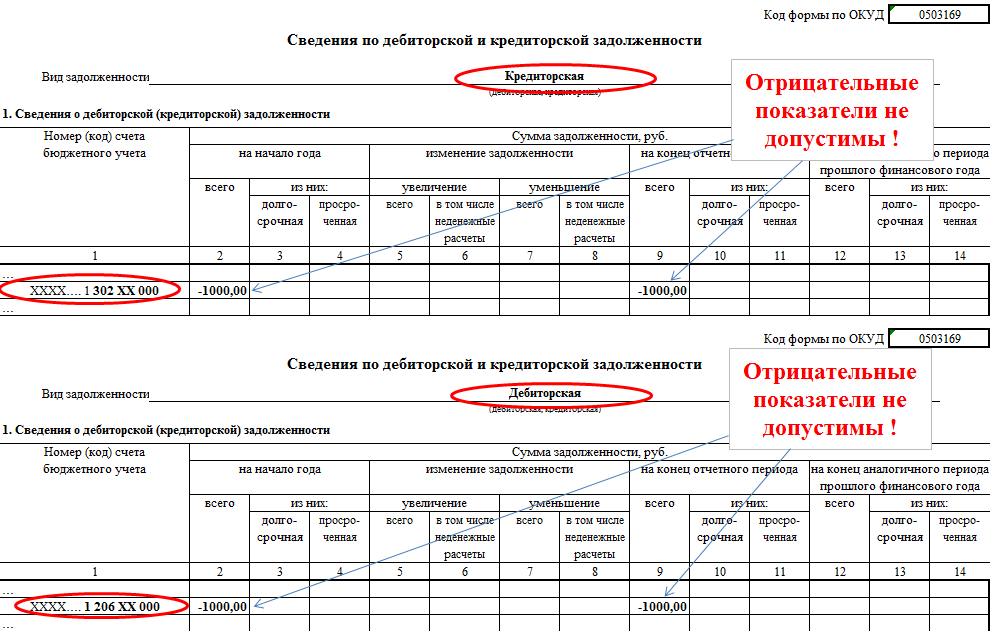 Код формы по ОКУД 0503169
Сведения по дебиторской и кредиторской задолженности
Вид задолженности Кредиторская
(дебиторская, кредиторская)
Отрицательные
показатели не
допустимы !
1. Сведения о дебиторской (кредиторской) задолженности
Номер (код) счета
бюджетного учета
Сумма задолженности, руб.
на начало года изменение задолженности на конец отчетн о периода
прошлого финансового года
всего из них: увеличение уменьшение всего из них: всего из них:
долго-
срочная
просро-
ченная
всего
в том числе
неденежные
расчеты
всего
в том числе
неденежные
расчеты
долго-
срочная
просро-
ченная
долго-
срочная
просро-
ченная
1 2 3 4 5 6 7 8 9 10 11 12 13 14
...
XXXX.... 1 302 XX 000 -1000,00 -1000,00
...
Код формы по ОКУД 0503169
Сведения по дебиторской и кредиторской задолженности
Вид задолженности Дебиторская
(дебиторская, кредиторская)
Отрицательные
показатели не
допустимы !
1. Сведения о дебиторской (кредиторской) задолженности
Номер (код) счета
бюджетного учета
Сумма задолженности, руб.
на начало года изменение задолженности на конец отчетного периода на конец аналогичного периода
прошлого финансового года
всего из них: увеличение уменьшение всего из них: всего из них:
долго-
срочная
просро-
ченная
всего
в том числе
неденежные
расчеты
всего
в том числе
неденежные
расчеты
долго-
срочная
просро-
ченная
долго-
срочная
просро-
ченная
1 2 3 4 5 6 7 8 9 10 11 12 13 14
...
XXXX.... 1 206 XX 000 -1000,00 -1000,00
...